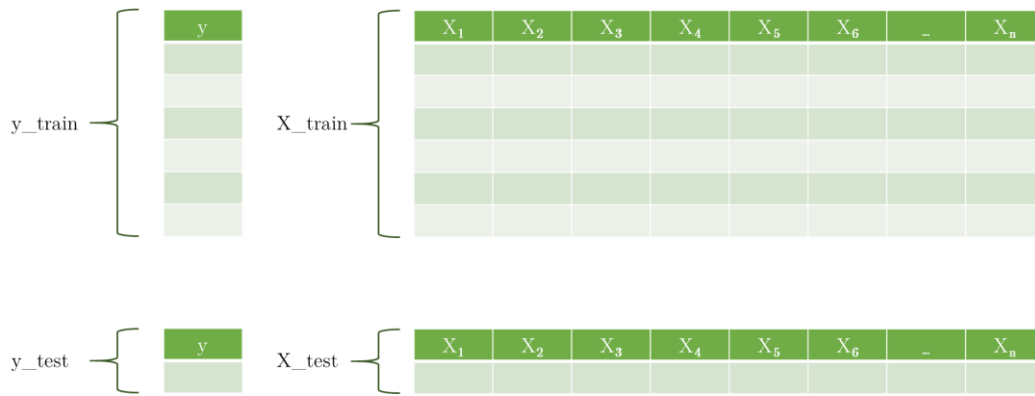 y X₁ X₂ X₃ X₄ X₅ X₆ ... Xₙ
y_train X_train
y X₁ X₂ X₃ X₄ X₅ X₆ ... Xₙ
y_test X_test